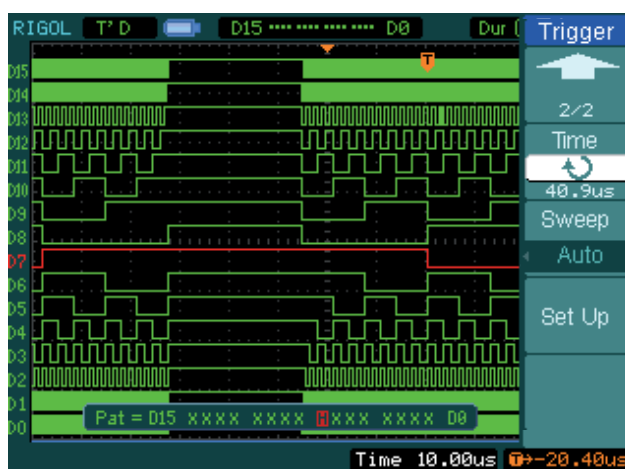 RIGOL T'D D15 ···· ···· ···· ···· D0 Dur (
Trigger
T
D15
D14
D13
D12
D11
D10
D9
D8
D7
D6
D5
D4
D3
D2
D1
D0
2/2
Time
40.9us
Sweep
Auto
Set Up
Pat = D15 XXXX XXXX HXXX XXXX D0
Time 10.00us T→-20.40us